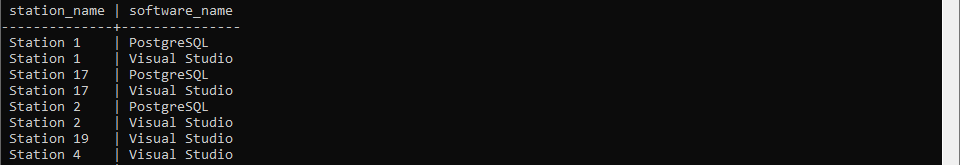 station_name | software_name
--------------+---------------
Station 1 | PostgreSQL
Station 1 | Visual Studio
Station 17 | PostgreSQL
Station 17 | Visual Studio
Station 2 | PostgreSQL
Station 2 | Visual Studio
Station 19 | Visual Studio
Station 4 | Visual Studio